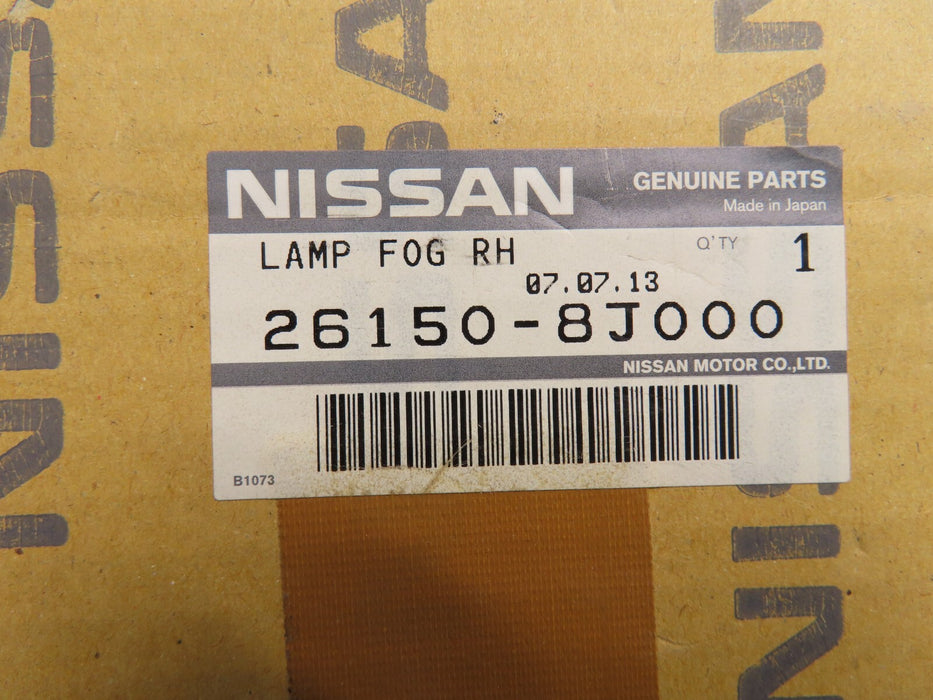 NISSAN
GENUINE PARTS
Made in Japan
LAMP FOG RH
Q'TY 1
07.07.13
26150-8J000
NISSAN MOTOR CO.,LTD.
B1073
NISSAN